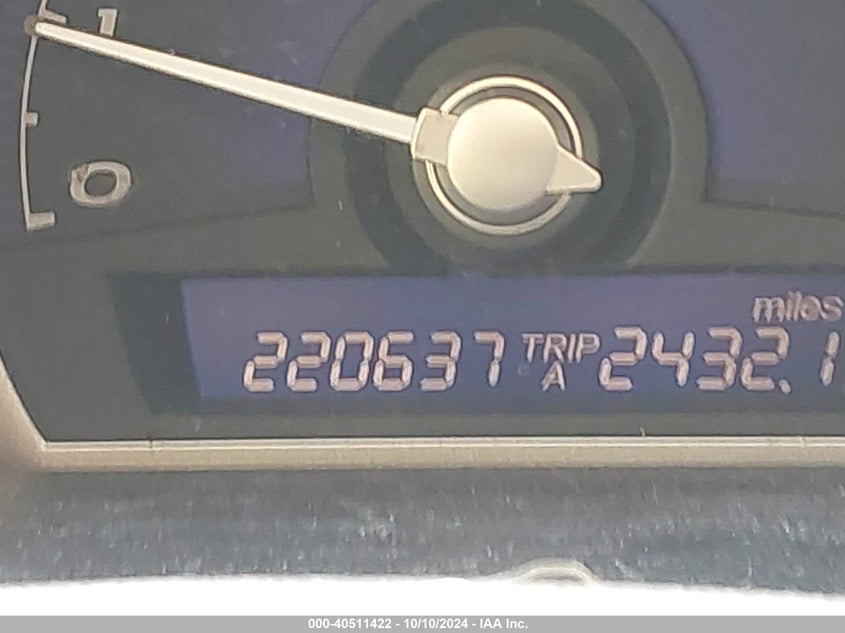 1
0
miles
220637 TRIP A 2432.1
000-40511422 - 10/10/2024 - IAA Inc.